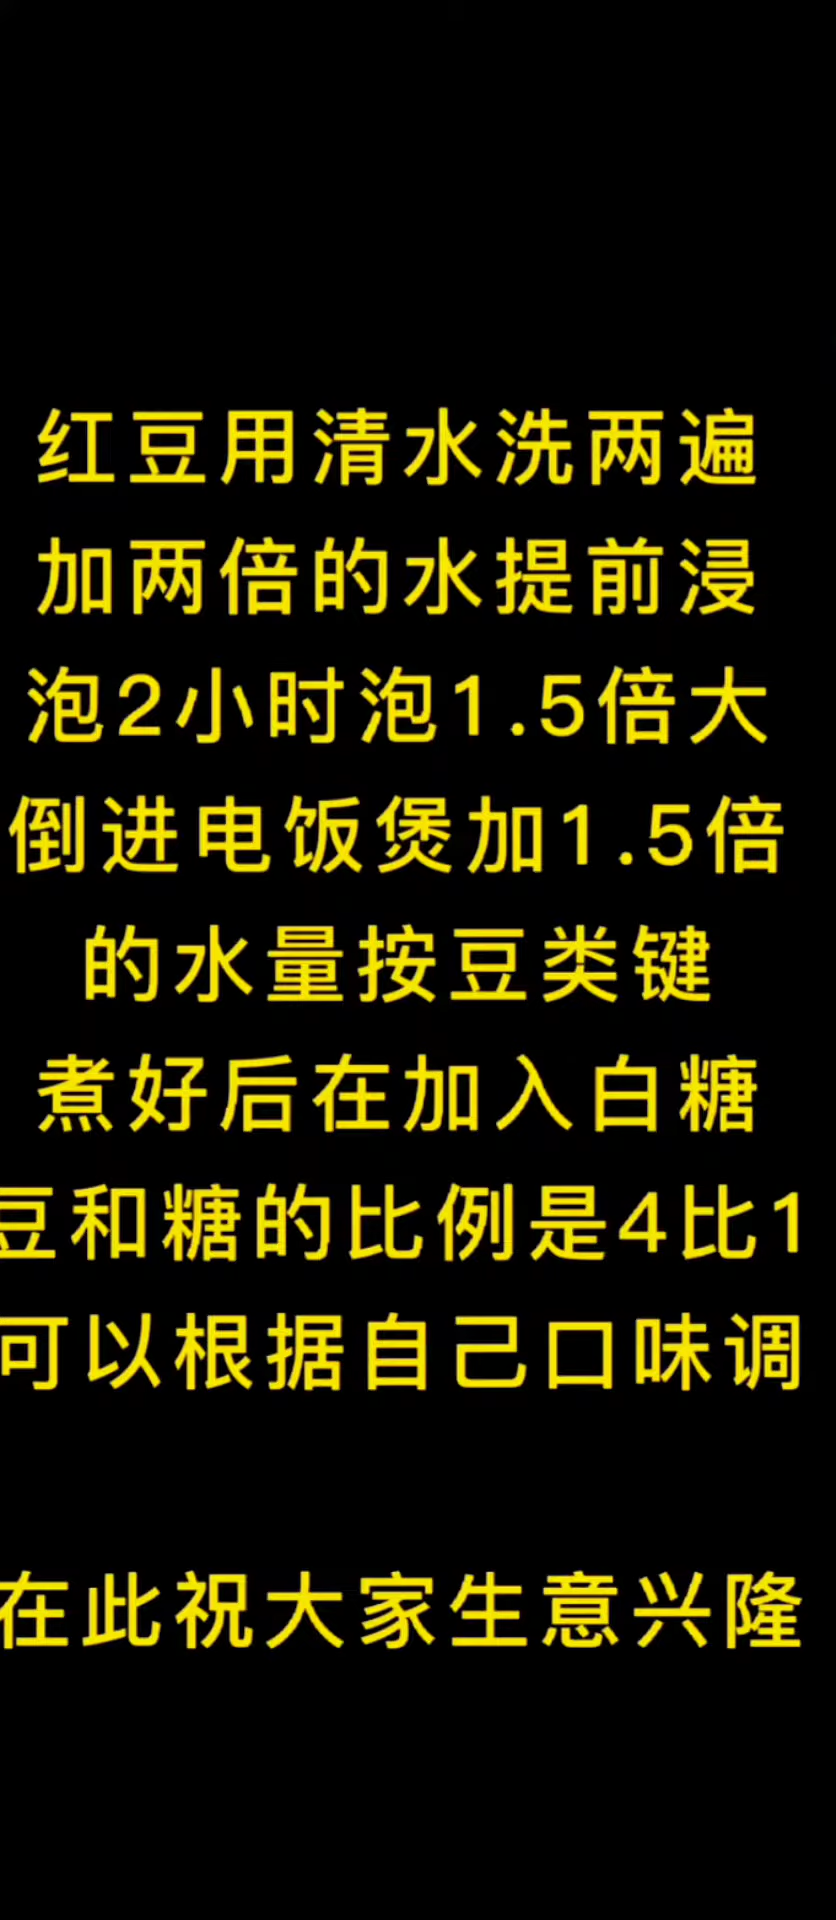 红豆用清水洗两遍
加两倍的水提前浸
泡2小时泡1.5倍大
倒进电饭煲加1.5倍
的水量按豆类键
煮好后在加入白糖
豆和糖的比例是4比1
可以根据自己口味调
在此祝大家生意兴隆